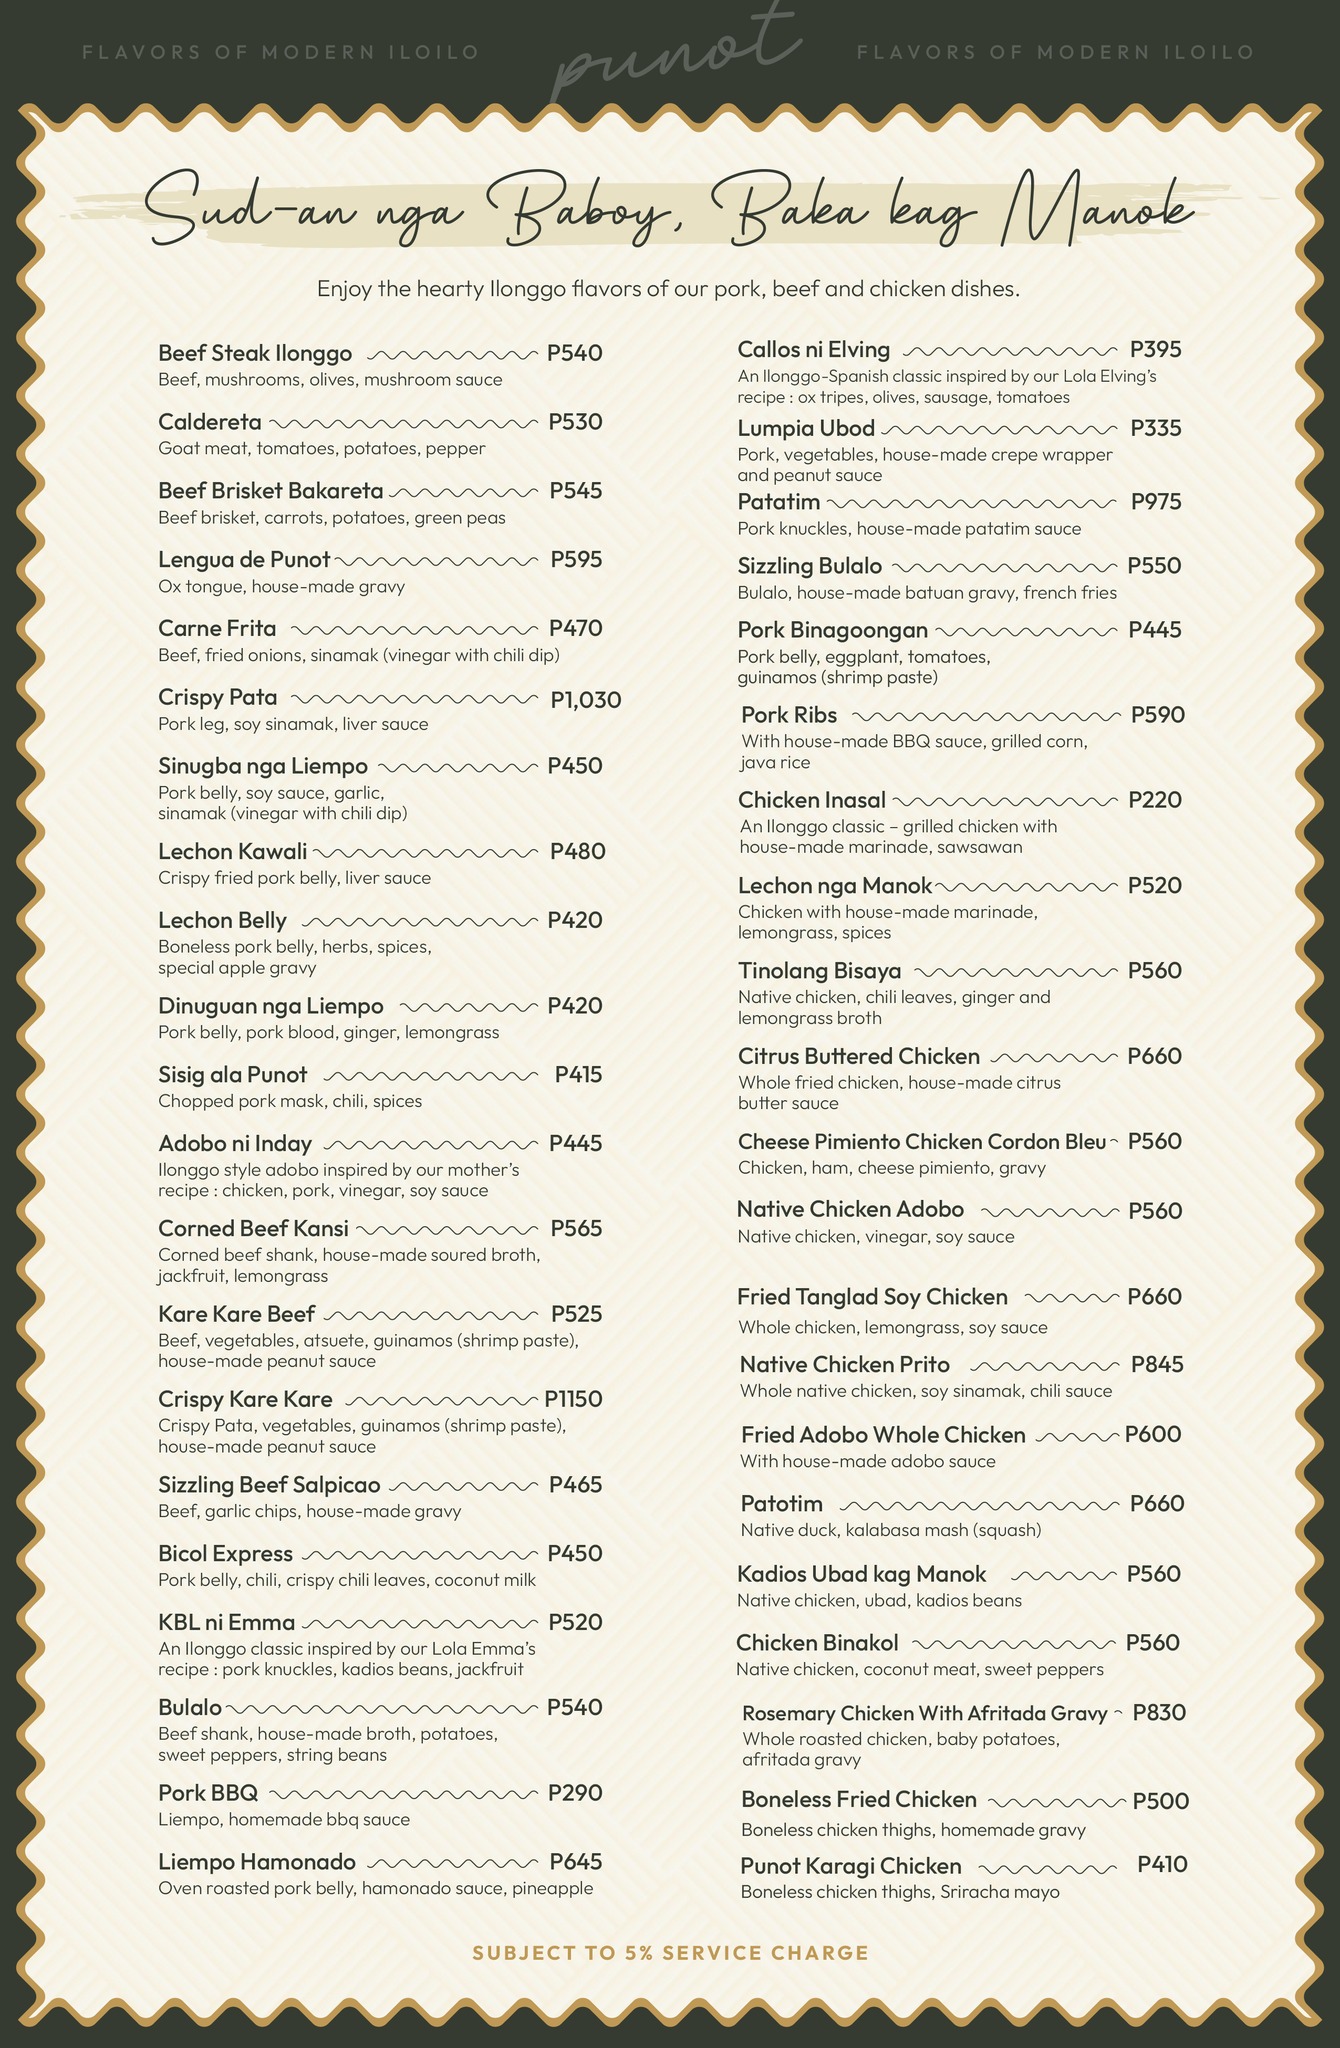 FLAVORS OF MODERN ILOILO
punot
FLAVORS OF MODERN ILOILO
Sud-an nga Baboy, Baka kag Manok
Enjoy the hearty Ilonggo flavors of our pork, beef and chicken dishes.
Beef Steak Ilonggo P540
Beef, mushrooms, olives, mushroom sauce
Caldereta P530
Goat meat, tomatoes, potatoes, pepper
Beef Brisket Bakareta P545
Beef brisket, carrots, potatoes, green peas
Lengua de Punot P595
Ox tongue, house-made gravy
Carne Frita P470
Beef, fried onions, sinamak (vinegar with chili dip)
Crispy Pata P1,030
Pork leg, soy sinamak, liver sauce
Sinugba nga Liempo P450
Pork belly, soy sauce, garlic,
sinamak (vinegar with chili dip)
Lechon Kawali P480
Crispy fried pork belly, liver sauce
Lechon Belly P420
Boneless pork belly, herbs, spices,
special apple gravy
Dinuguan nga Liempo P420
Pork belly, pork blood, ginger, lemongrass
Sisig ala Punot P415
Chopped pork mask, chili, spices
Adobo ni Inday P445
Ilonggo style adobo inspired by our mother's
recipe : chicken, pork, vinegar, soy sauce
Corned Beef Kansi P565
Corned beef shank, house-made soured broth,
jackfruit, lemongrass
Kare Kare Beef P525
Beef, vegetables, atsuete, guinamos (shrimp paste),
house-made peanut sauce
Crispy Kare Kare P1150
Crispy Pata, vegetables, guinamos (shrimp paste),
house-made peanut sauce
Sizzling Beef Salpicao P465
Beef, garlic chips, house-made gravy
Bicol Express P450
Pork belly, chili, crispy chili leaves, coconut milk
KBL ni Emma P520
An Ilonggo classic inspired by our Lola Emma's
recipe : pork knuckles, kadios beans, jackfruit
Bulalo P540
Beef shank, house-made broth, potatoes,
sweet peppers, string beans
Pork BBQ P290
Liempo, homemade bbq sauce
Liempo Hamonado P645
Oven roasted pork belly, hamonado sauce, pineapple
Callos ni Elving P395
An Ilonggo-Spanish classic inspired by our Lola Elving's
recipe : ox tripes, olives, sausage, tomatoes
Lumpia Ubod P335
Pork, vegetables, house-made crepe wrapper
and peanut sauce
Patatim P975
Pork knuckles, house-made patatim sauce
Sizzling Bulalo P550
Bulalo, house-made batuan gravy, french fries
Pork Binagoongan P445
Pork belly, eggplant, tomatoes,
guinamos (shrimp paste)
Pork Ribs P590
With house-made BBQ sauce, grilled corn,
java rice
Chicken Inasal P220
An Ilonggo classic – grilled chicken with
house-made marinade, sawsawan
Lechon nga Manok P520
Chicken with house-made marinade,
lemongrass, spices
Tinolang Bisaya P560
Native chicken, chili leaves, ginger and
lemongrass broth
Citrus Buttered Chicken P660
Whole fried chicken, house-made citrus
butter sauce
Cheese Pimiento Chicken Cordon Bleu P560
Chicken, ham, cheese pimiento, gravy
Native Chicken Adobo P560
Native chicken, vinegar, soy sauce
Fried Tanglad Soy Chicken P660
Whole chicken, lemongrass, soy sauce
Native Chicken Prito P845
Whole native chicken, soy sinamak, chili sauce
Fried Adobo Whole Chicken P600
With house-made adobo sauce
Patotim P660
Native duck, kalabasa mash (squash)
Kadios Ubad kag Manok P560
Native chicken, ubad, kadios beans
Chicken Binakol P560
Native chicken, coconut meat, sweet peppers
Rosemary Chicken With Afritada Gravy P830
Whole roasted chicken, baby potatoes,
afritada gravy
Boneless Fried Chicken P500
Boneless chicken thighs, homemade gravy
Punot Karagi Chicken P410
Boneless chicken thighs, Sriracha mayo
SUBJECT TO 5% SERVICE CHARGE